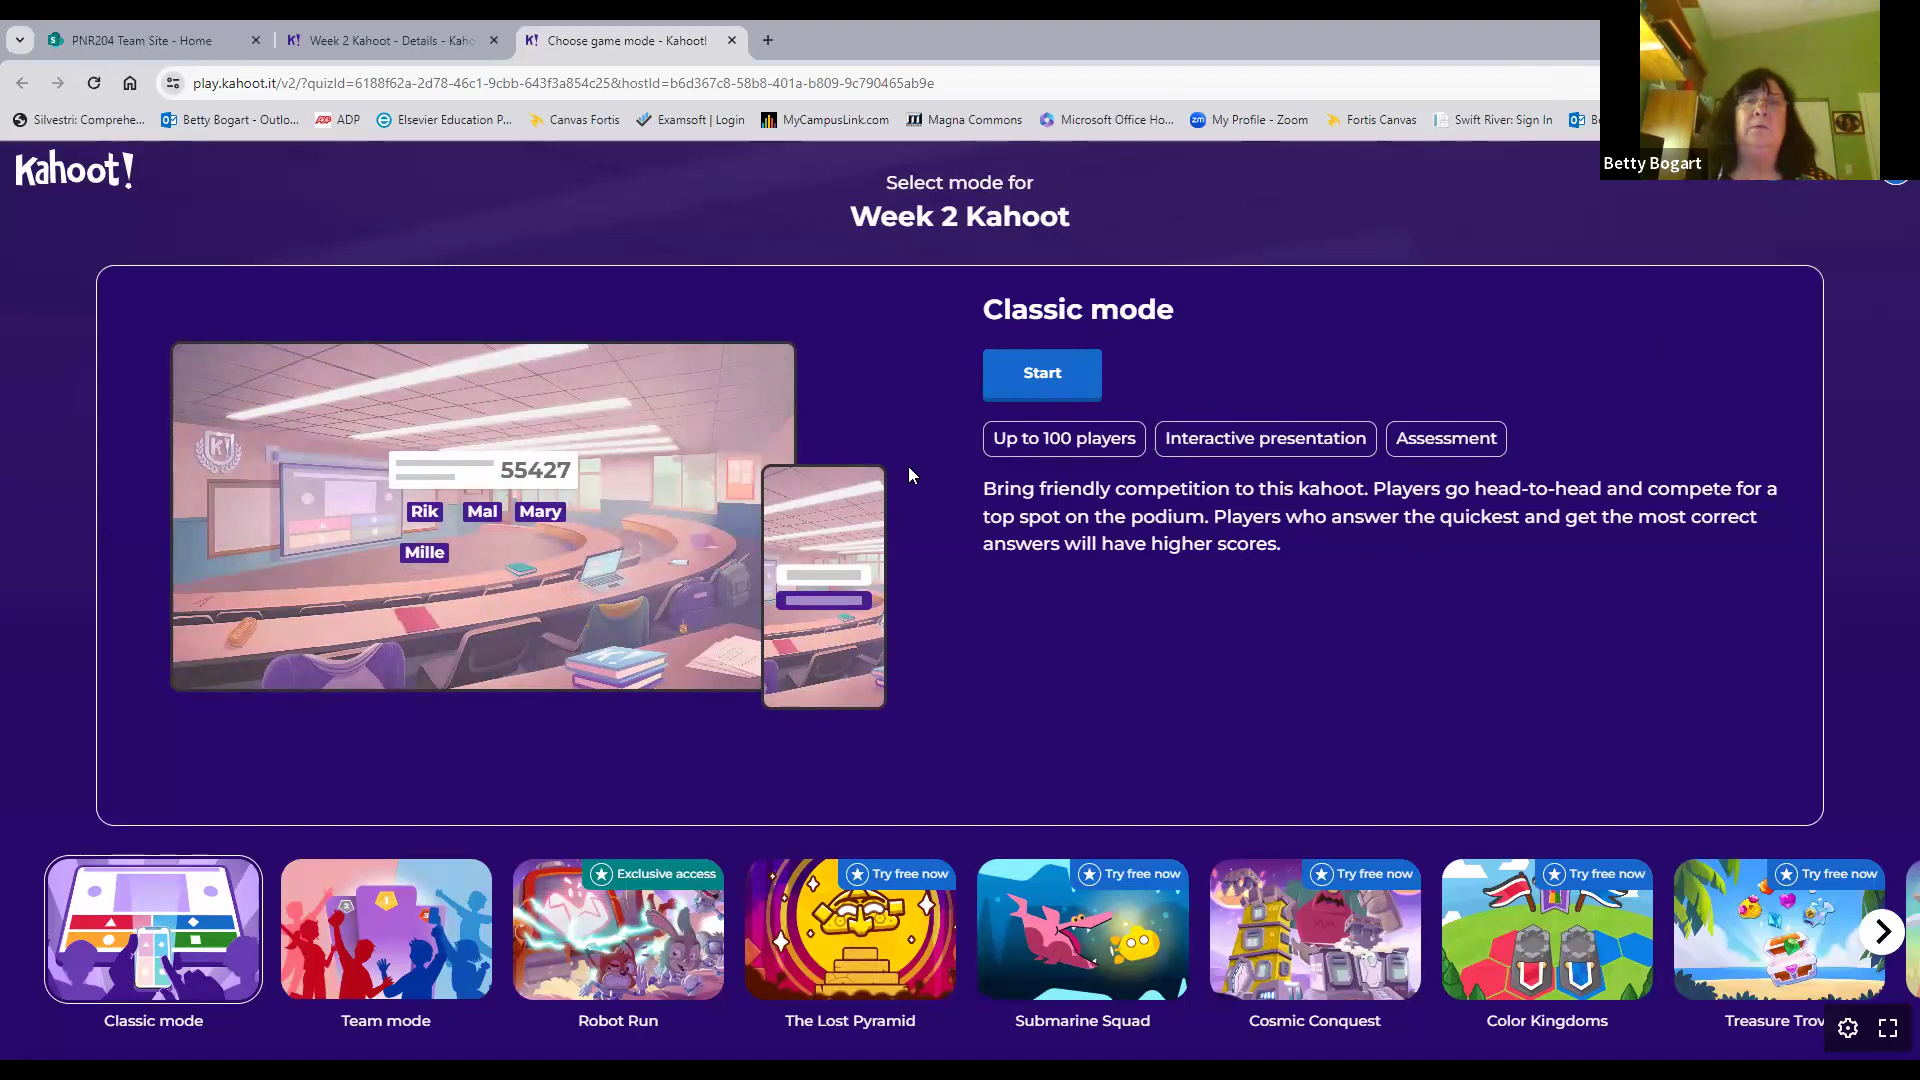 PNR204 Team Site - Home
Week 2 Kahoot - Details - Kaho
Choose game mode - Kahoot!
play.kahoot.it/v2/?quizId=6188f62a-2d78-46c1-9cbb-643f3a854c25&hostId=b6d367c8-58b8-401a-b809-9c790465ab9e
Silvestri: Comprehe...
Betty Bogart - Outlo...
ADP
Elsevier Education P...
Canvas Fortis
Examsoft | Login
MyCampusLink.com
Magna Commons
Microsoft Office Ho...
My Profile - Zoom
Fortis Canvas
Swift River: Sign In
Betty Bogart
Kahoot!
Select mode for
Week 2 Kahoot
Classic mode
Start
Up to 100 players
Interactive presentation
Assessment
Bring friendly competition to this kahoot. Players go head-to-head and compete for a
top spot on the podium. Players who answer the quickest and get the most correct
answers will have higher scores.
55427
Rik Mal Mary
Mille
Exclusive access
Try free now
Try free now
Try free now
Try free now
Try free now
Classic mode
Team mode
Robot Run
The Lost Pyramid
Submarine Squad
Cosmic Conquest
Color Kingdoms
Treasure Trov